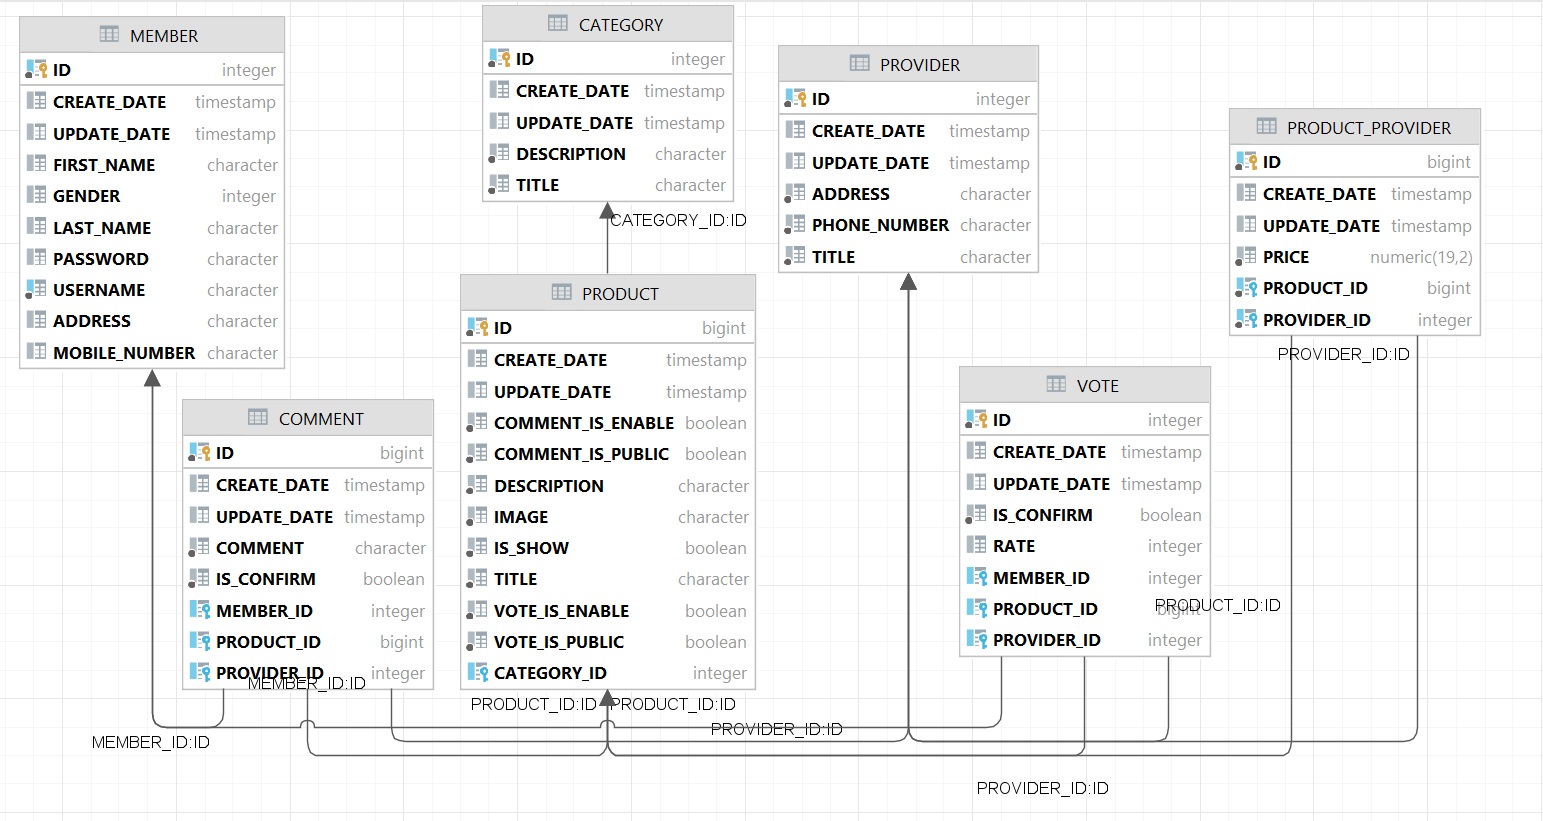 MEMBER
ID integer
CREATE_DATE timestamp
UPDATE_DATE timestamp
FIRST_NAME character
GENDER integer
LAST_NAME character
PASSWORD character
USERNAME character
ADDRESS character
MOBILE_NUMBER character
CATEGORY
ID integer
CREATE_DATE timestamp
UPDATE_DATE timestamp
DESCRIPTION character
TITLE character
CATEGORY_ID:ID
PROVIDER
ID integer
CREATE_DATE timestamp
UPDATE_DATE timestamp
ADDRESS character
PHONE_NUMBER character
TITLE character
PRODUCT_PROVIDER
ID bigint
CREATE_DATE timestamp
UPDATE_DATE timestamp
PRICE numeric(19,2)
PRODUCT_ID bigint
PROVIDER_ID integer
PROVIDER_ID:ID
COMMENT
ID bigint
CREATE_DATE timestamp
UPDATE_DATE timestamp
COMMENT character
IS_CONFIRM boolean
MEMBER_ID integer
PRODUCT_ID bigint
PROVIDER_ID integer
MEMBER_ID:ID
MEMBER_ID:ID
PRODUCT
ID bigint
CREATE_DATE timestamp
UPDATE_DATE timestamp
COMMENT_IS_ENABLE boolean
COMMENT_IS_PUBLIC boolean
DESCRIPTION character
IMAGE character
IS_SHOW boolean
TITLE character
VOTE_IS_ENABLE boolean
VOTE_IS_PUBLIC boolean
CATEGORY_ID integer
PRODUCT_ID:ID PRODUCT_ID:ID
PROVIDER_ID:ID
VOTE
ID integer
CREATE_DATE timestamp
UPDATE_DATE timestamp
IS_CONFIRM boolean
RATE integer
MEMBER_ID integer
PRODUCT_ID bigint
PRODUCT_ID:ID
PROVIDER_ID integer
PROVIDER_ID:ID